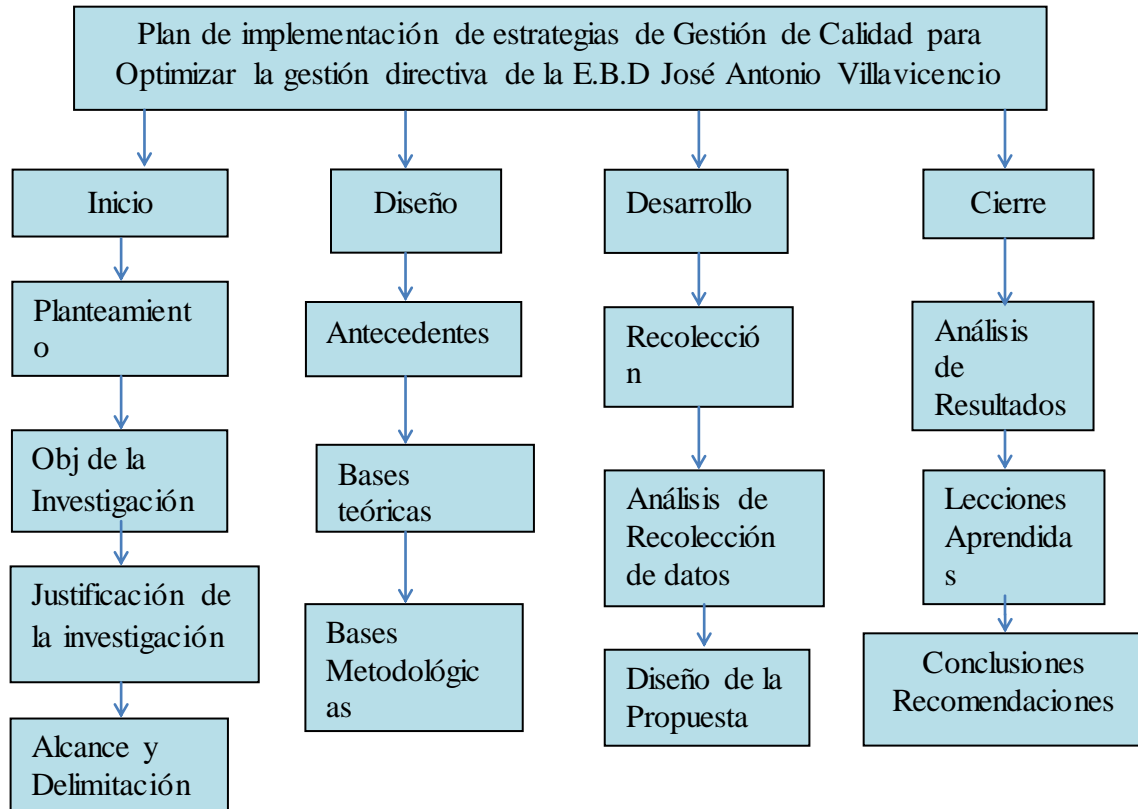 Plan de implementación de estrategias de Gestión de Calidad para
Optimizar la gestión directiva de la E.B.D José Antonio Villavicencio
Inicio
Planteamient
o
Obj de la
Investigación
Justificación de
la investigación
Alcance y
Delimitación
Diseño
Antecedentes
Bases
teóricas
Bases
Metodológic
as
Desarrollo
Recolecció
n
Análisis de
Recolección
de datos
Diseño de la
Propuesta
Cierre
Análisis
de
Resultados
Lecciones
Aprendida
s
Conclusiones
Recomendaciones